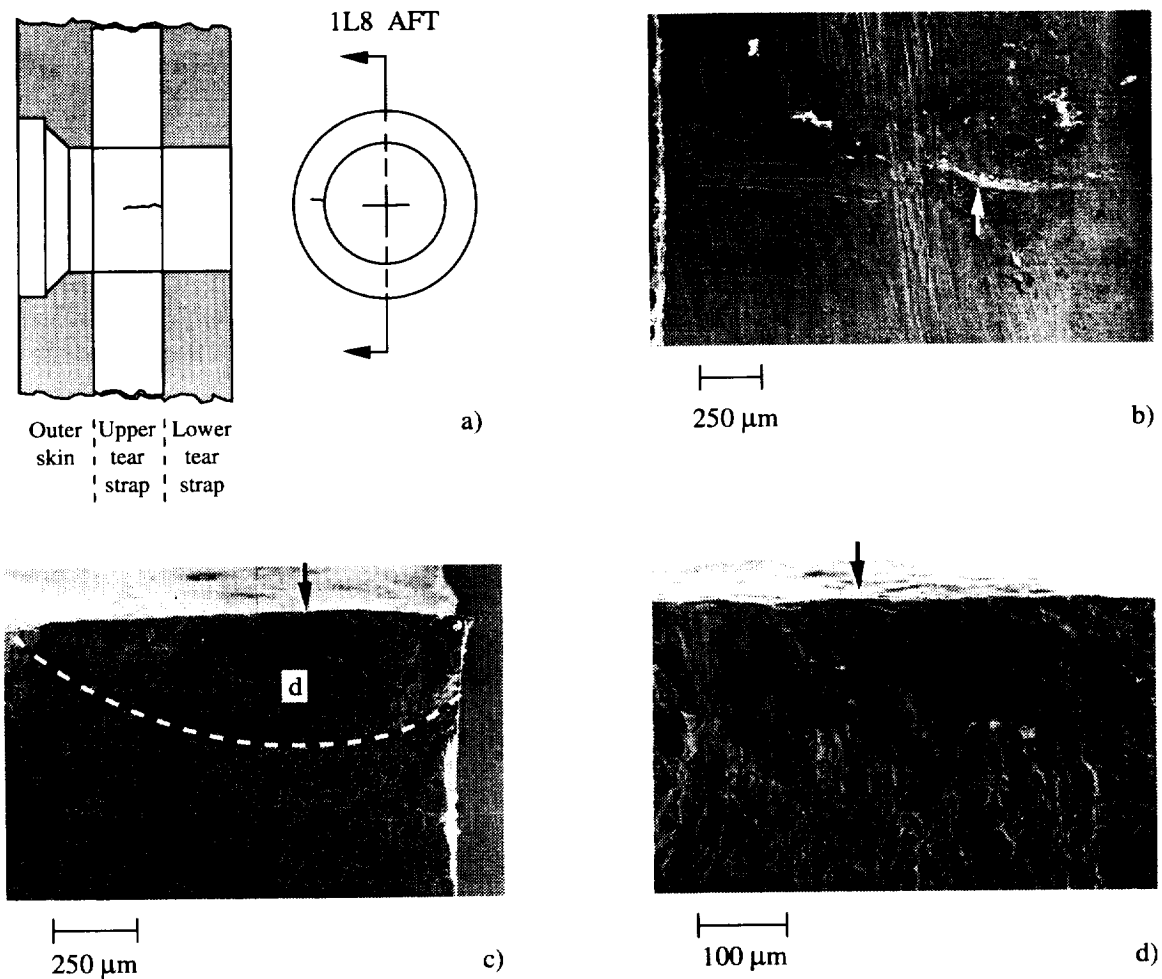 1L8 AFT
Outer skin
Upper tear strap
Lower tear strap
a)
250 μm
b)
d
250 μm
c)
100 μm
d)